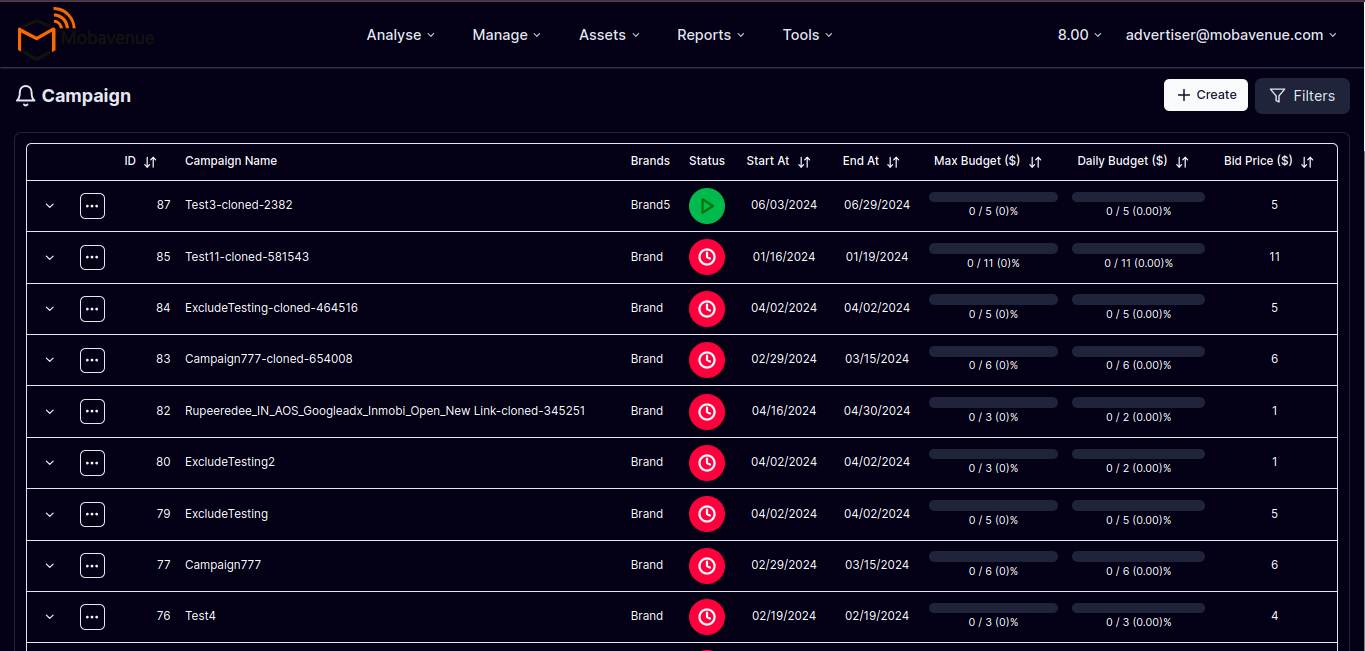 Mobavenue
Analyse Manage Assets Reports Tools 8.00 advertiser@mobavenue.com
Campaign
+ Create Filters
ID Campaign Name Brands Status Start At End At Max Budget ($) Daily Budget ($) Bid Price ($)
87 Test3-cloned-2382 Brand5 06/03/2024 06/29/2024 0 / 5 (0)% 0 / 5 (0.00)% 5
85 Test11-cloned-581543 Brand 01/16/2024 01/19/2024 0 / 11 (0)% 0 / 11 (0.00)% 11
84 ExcludeTesting-cloned-464516 Brand 04/02/2024 04/02/2024 0 / 5 (0)% 0 / 5 (0.00)% 5
83 Campaign777-cloned-654008 Brand 02/29/2024 03/15/2024 0 / 6 (0)% 0 / 6 (0.00)% 6
82 Rupeeredee_IN_AOS_Googleadx_Inmobi_Open_New Link-cloned-345251 Brand 04/16/2024 04/30/2024 0 / 3 (0)% 0 / 2 (0.00)% 1
80 ExcludeTesting2 Brand 04/02/2024 04/02/2024 0 / 3 (0)% 0 / 2 (0.00)% 1
79 ExcludeTesting Brand 04/02/2024 04/02/2024 0 / 5 (0)% 0 / 5 (0.00)% 5
77 Campaign777 Brand 02/29/2024 03/15/2024 0 / 6 (0)% 0 / 6 (0.00)% 6
76 Test4 Brand 02/19/2024 02/19/2024 0 / 3 (0)% 0 / 3 (0.00)% 4